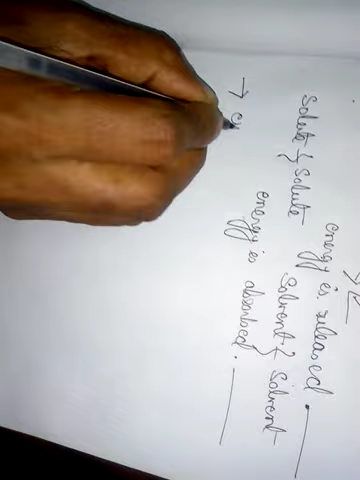 energy is released.
Solute & Solute Solvent & Solvent
energy is absorbed.
→